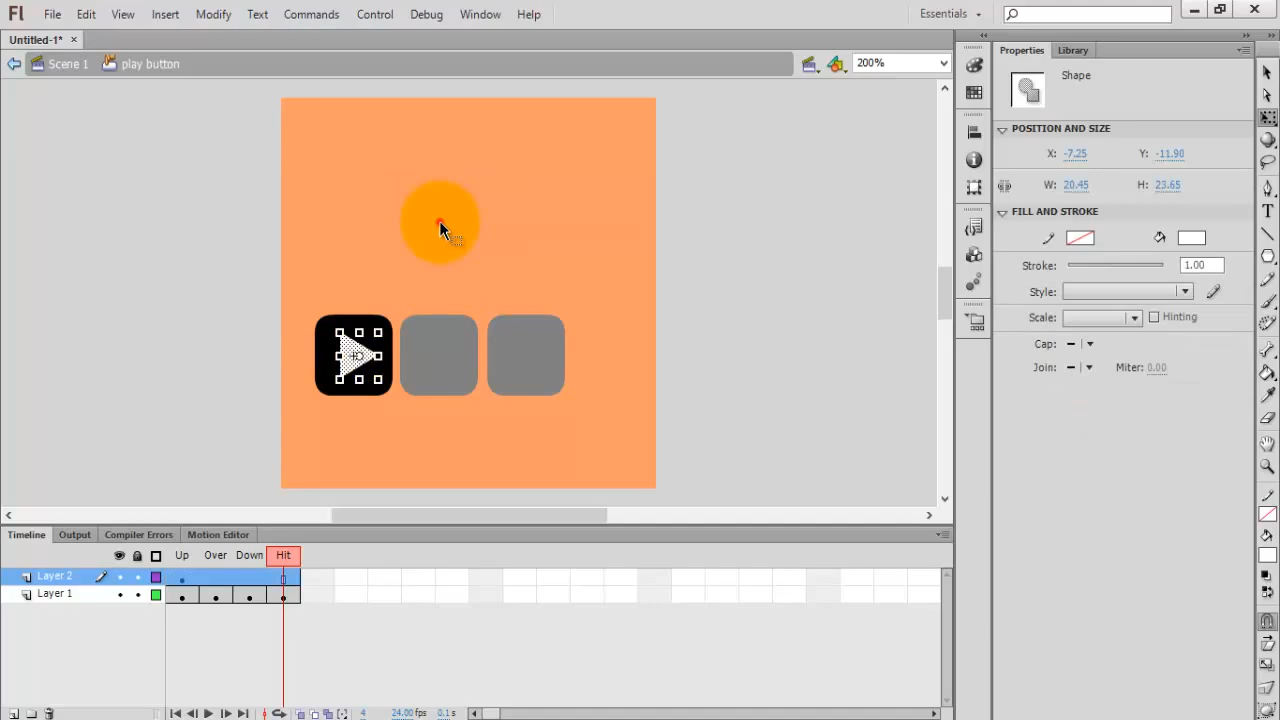 Fl File Edit View Insert Modify Text Commands Control Debug Window Help Essentials
Untitled-1*
Scene 1 play button 200%
Properties Library
Shape
POSITION AND SIZE
X: -7.25 Y: -11.90
W: 20.45 H: 23.65
FILL AND STROKE
Stroke: 1.00
Style:
Scale: Hinting
Cap:
Join: Miter: 0.00
Timeline Output Compiler Errors Motion Editor
Up Over Down Hit
Layer 2
Layer 1
4 24.00 fps 0.1 s